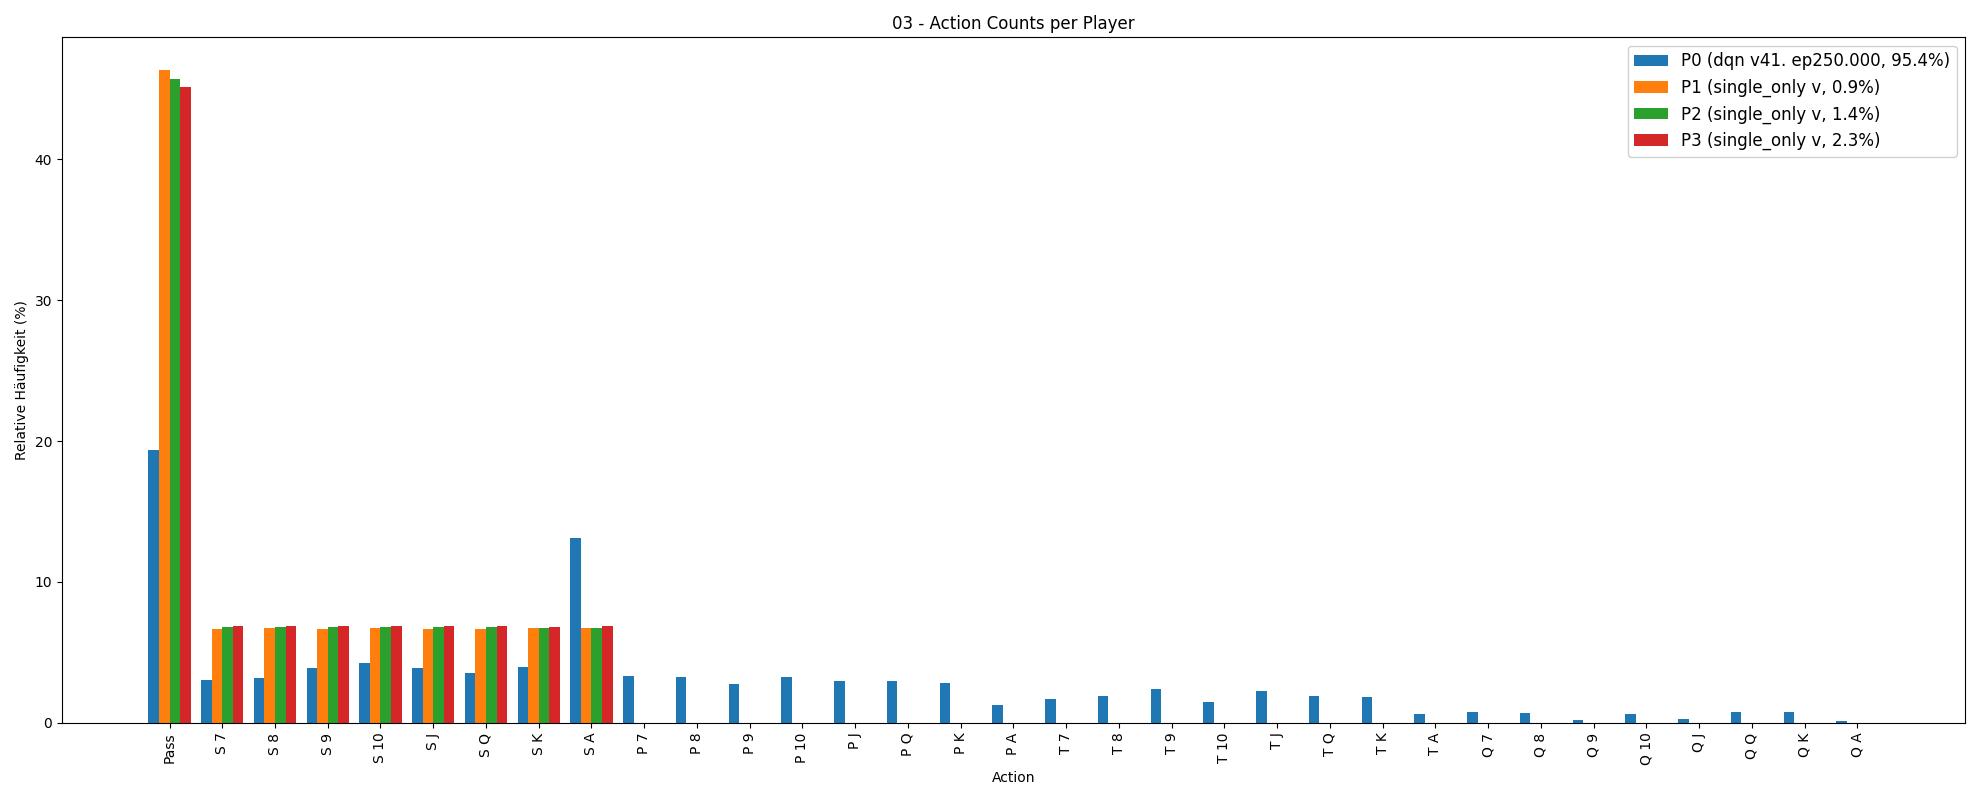 03 - Action Counts per Player
P0 (dqn v41. ep250.000, 95.4%)
P1 (single_only v, 0.9%)
P2 (single_only v, 1.4%)
P3 (single_only v, 2.3%)
Relative Häufigkeit (%)
40
30
20
10
0
Pass
S 7
S 8
S 9
S 10
S J
S Q
S K
S A
P 7
P 8
P 9
P 10
P J
P Q
P K
P A
T 7
T 8
T 9
T 10
T J
T Q
T K
T A
Q 7
Q 8
Q 9
Q 10
Q J
Q Q
Q K
Q A
Action